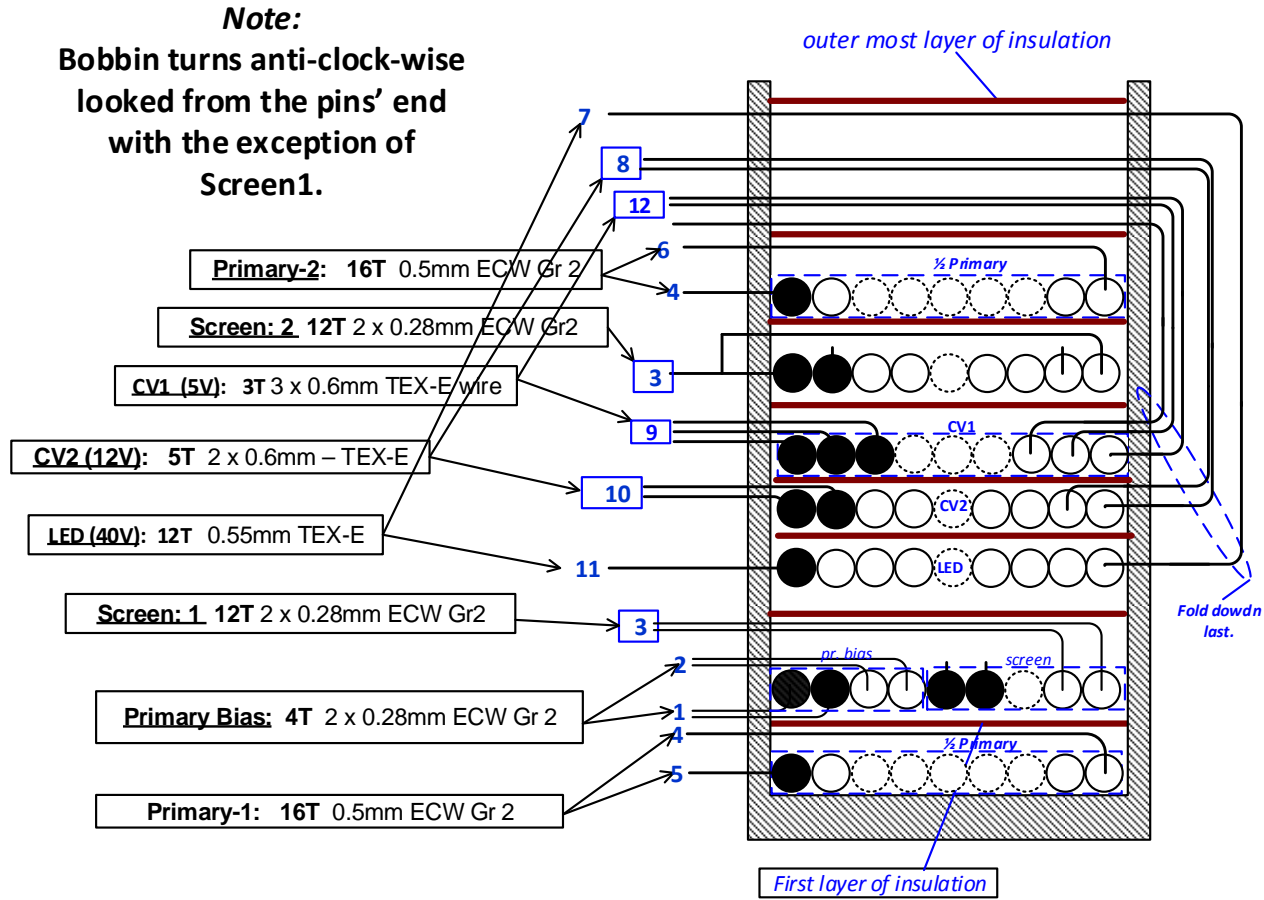 Note:
Bobbin turns anti-clock-wise
looked from the pins' end
with the exception of
Screen1.
outer most layer of insulation
7
8
12
6
Primary-2: 16T 0.5mm ECW Gr 2
½ Primary
4
Screen: 2 12T 2 x 0.28mm ECW Gr2
3
CV1 (5V): 3T 3 x 0.6mm TEX-E wire
9
CV1
CV2 (12V): 5T 2 x 0.6mm – TEX-E
10
CV2
LED (40V): 12T 0.55mm TEX-E
11
LED
Fold dowdn
last.
Screen: 1 12T 2 x 0.28mm ECW Gr2
3
pr. bias
screen
2
Primary Bias: 4T 2 x 0.28mm ECW Gr 2
1
4
½ Primary
5
Primary-1: 16T 0.5mm ECW Gr 2
First layer of insulation